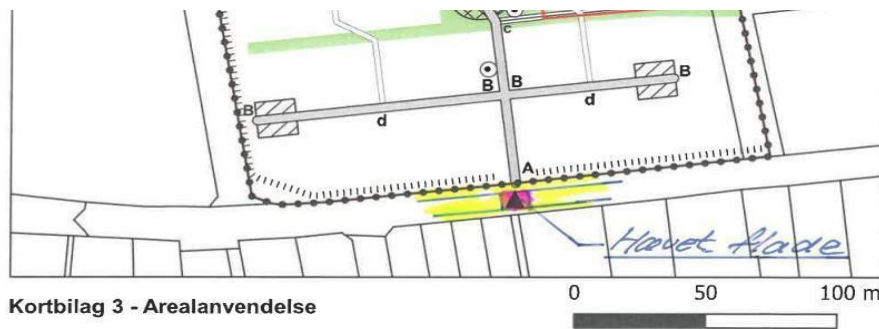 c
B B B
B
d d
A
Hævet flade
Kortbilag 3 - Arealanvendelse
0 50 100 m